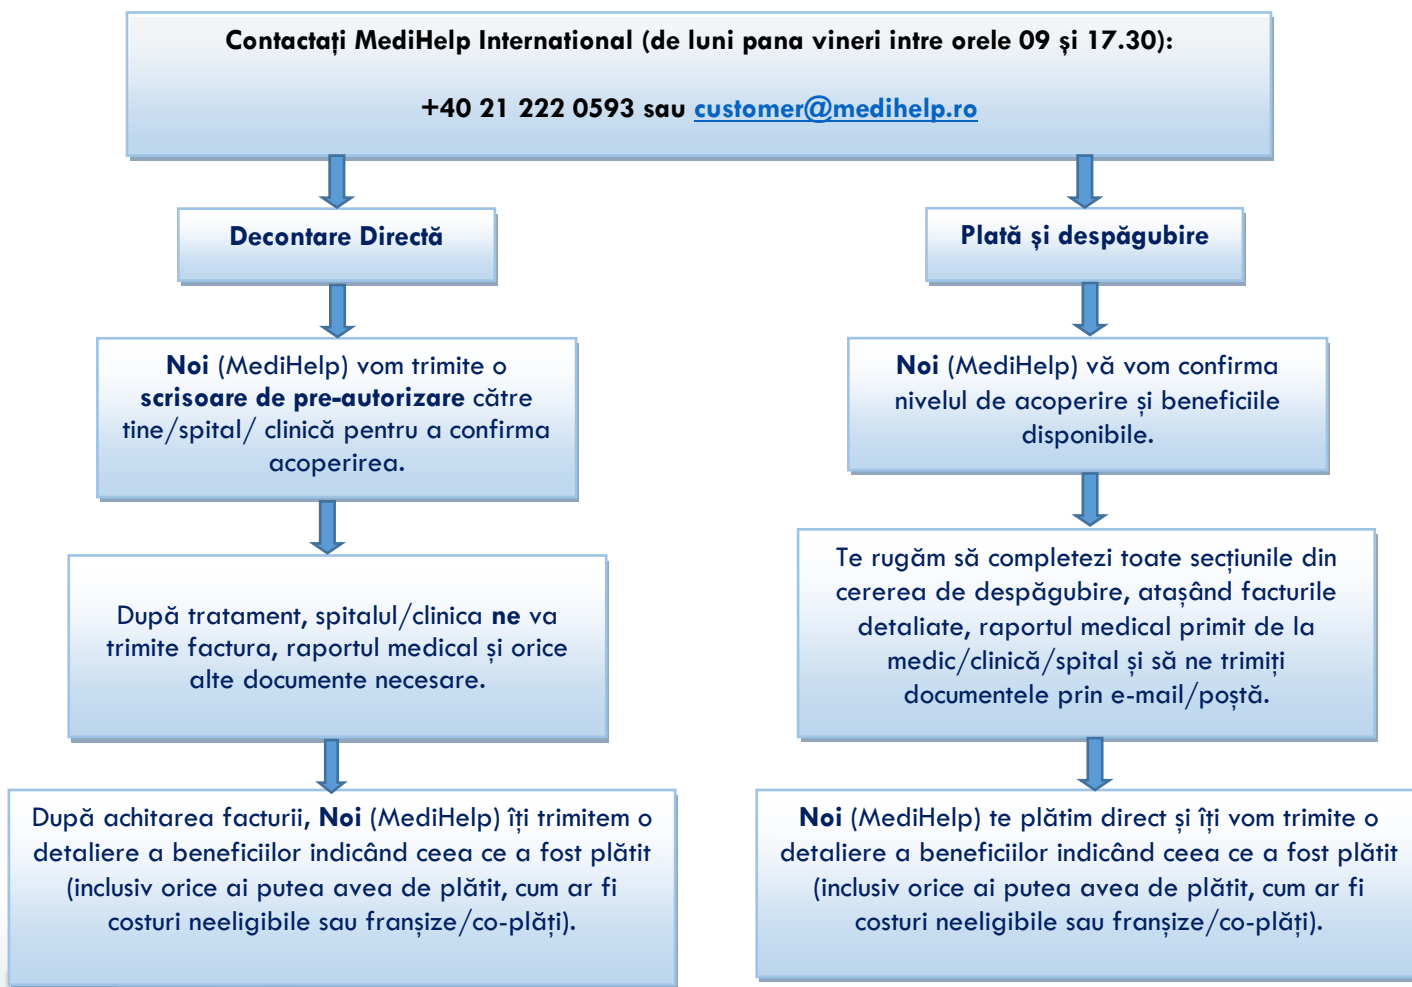 Contactați MediHelp International (de luni pana vineri intre orele 09 și 17.30):
+40 21 222 0593 sau customer@medihelp.ro
Decontare Directă
Noi (MediHelp) vom trimite o
scrisoare de pre-autorizare către
tine/spital/ clinică pentru a confirma
acoperirea.
După tratament, spitalul/clinica ne va
trimite factura, raportul medical și orice
alte documente necesare.
După achitarea facturii, Noi (MediHelp) îți trimitem o
detaliere a beneficiilor indicând ceea ce a fost plătit
(inclusiv orice ai putea avea de plătit, cum ar fi
costuri neeligibile sau franșize/co-plăți).
Plată și despăgubire
Noi (MediHelp) vă vom confirma
nivelul de acoperire și beneficiile
disponibile.
Te rugăm să completezi toate secțiunile din
cererea de despăgubire, atașând facturile
detaliate, raportul medical primit de la
medic/clinică/spital și să ne trimiți
documentele prin e-mail/poștă.
Noi (MediHelp) te plătim direct și îți vom trimite o
detaliere a beneficiilor indicând ceea ce a fost plătit
(inclusiv orice ai putea avea de plătit, cum ar fi
costuri neeligibile sau franșize/co-plăți).